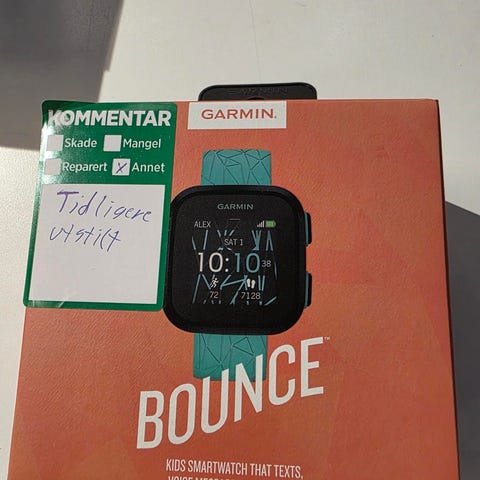 KOMMENTAR
Skade Mangel
Reparert X Annet
Tidligere
utstilt
GARMIN.
GARMIN
ALEX
SAT 1
10:10 38
72 7128
BOUNCE™
KIDS SMARTWATCH THAT TEXTS,